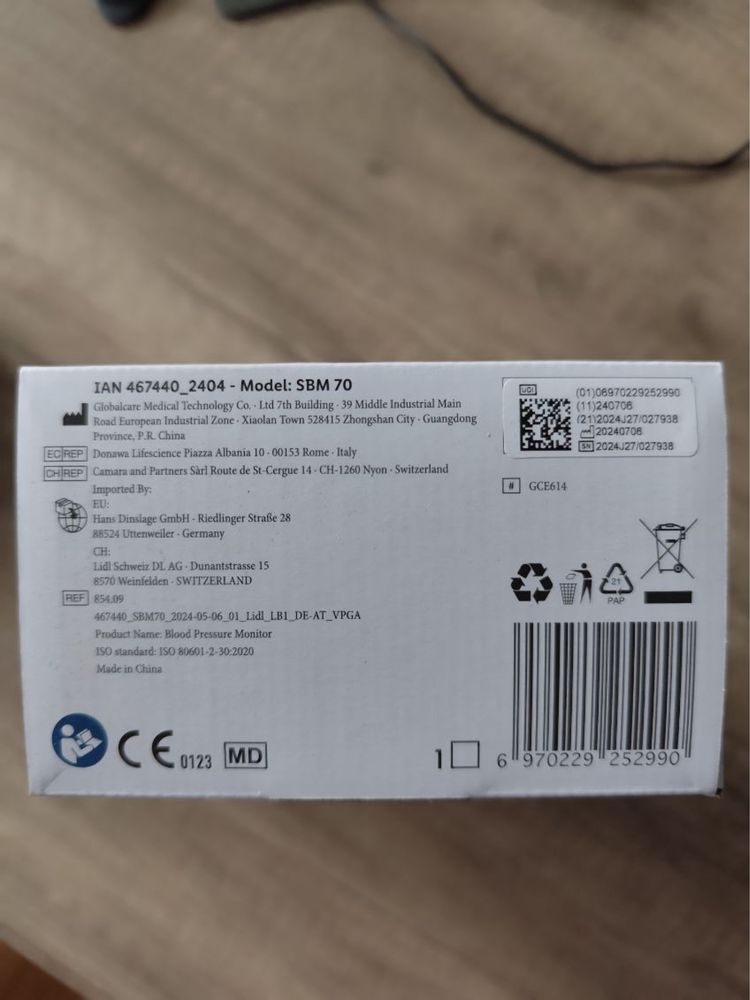 IAN 467440_2404 - Model: SBM 70
Globalcare Medical Technology Co. · Ltd 7th Building · 39 Middle Industrial Main
Road European Industrial Zone · Xiaolan Town 528415 Zhongshan City · Guangdong
Province, P.R. China
EC REP Donawa Lifescience Piazza Albania 10 · 00153 Rome · Italy
CH REP Camara and Partners Sàrl Route de St-Cergue 14 · CH-1260 Nyon · Switzerland
Imported By:
EU:
Hans Dinslage GmbH · Riedlinger Straße 28
88524 Uttenweiler · Germany
CH:
Lidl Schweiz DL AG · Dunantstrasse 15
8570 Weinfelden · SWITZERLAND
REF 854.09
467440_SBM70_2024-05-06_01_Lidl_LB1_DE-AT_VPGA
Product Name: Blood Pressure Monitor
ISO standard: ISO 80601-2-30:2020
Made in China
CE 0123 MD
1
UDI
(01)06970229252990
(11)240706
(21)2024J27/027938
20240706
SN 2024J27/027938
# GCE614
21
PAP
6 970229 252990